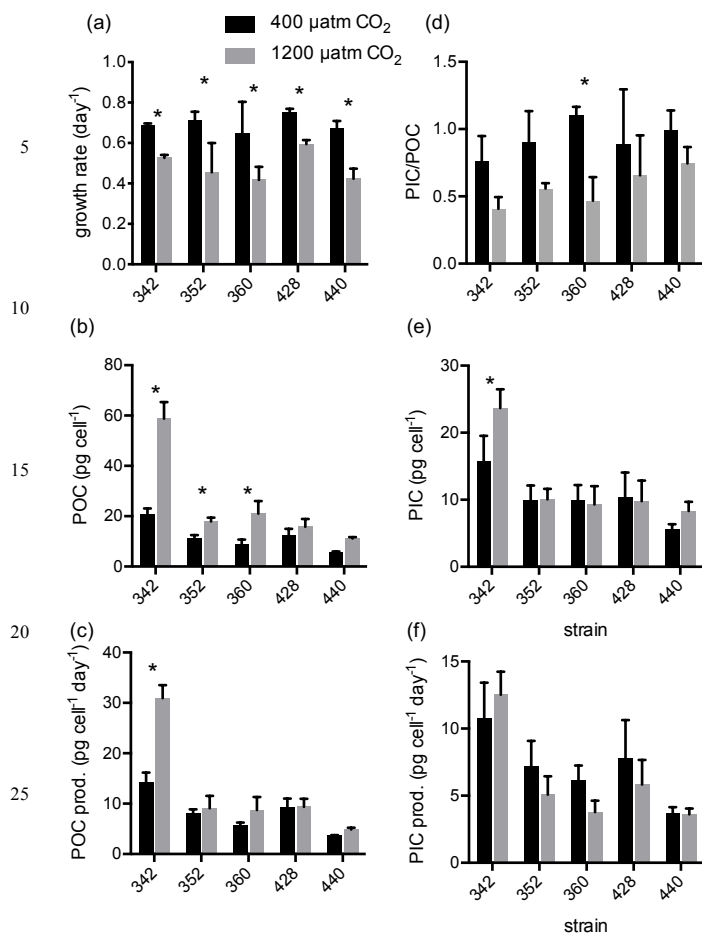 (a)
400 µatm CO2
1200 µatm CO2
growth rate (day-1)
1.0
0.8
0.6
0.4
0.2
0.0
* * * * *
342 352 360 428 440
(d)
PIC/POC
1.5
1.0
0.5
0.0
*
342 352 360 428 440
5
10
(b)
POC (pg cell-1)
80
60
40
20
0
* * *
342 352 360 428 440
(e)
PIC (pg cell-1)
30
20
10
0
*
342 352 360 428 440
strain
15
20
(c)
POC prod. (pg cell-1 day-1)
40
30
20
10
0
*
342 352 360 428 440
(f)
PIC prod. (pg cell-1 day-1)
15
10
5
0
342 352 360 428 440
strain
25